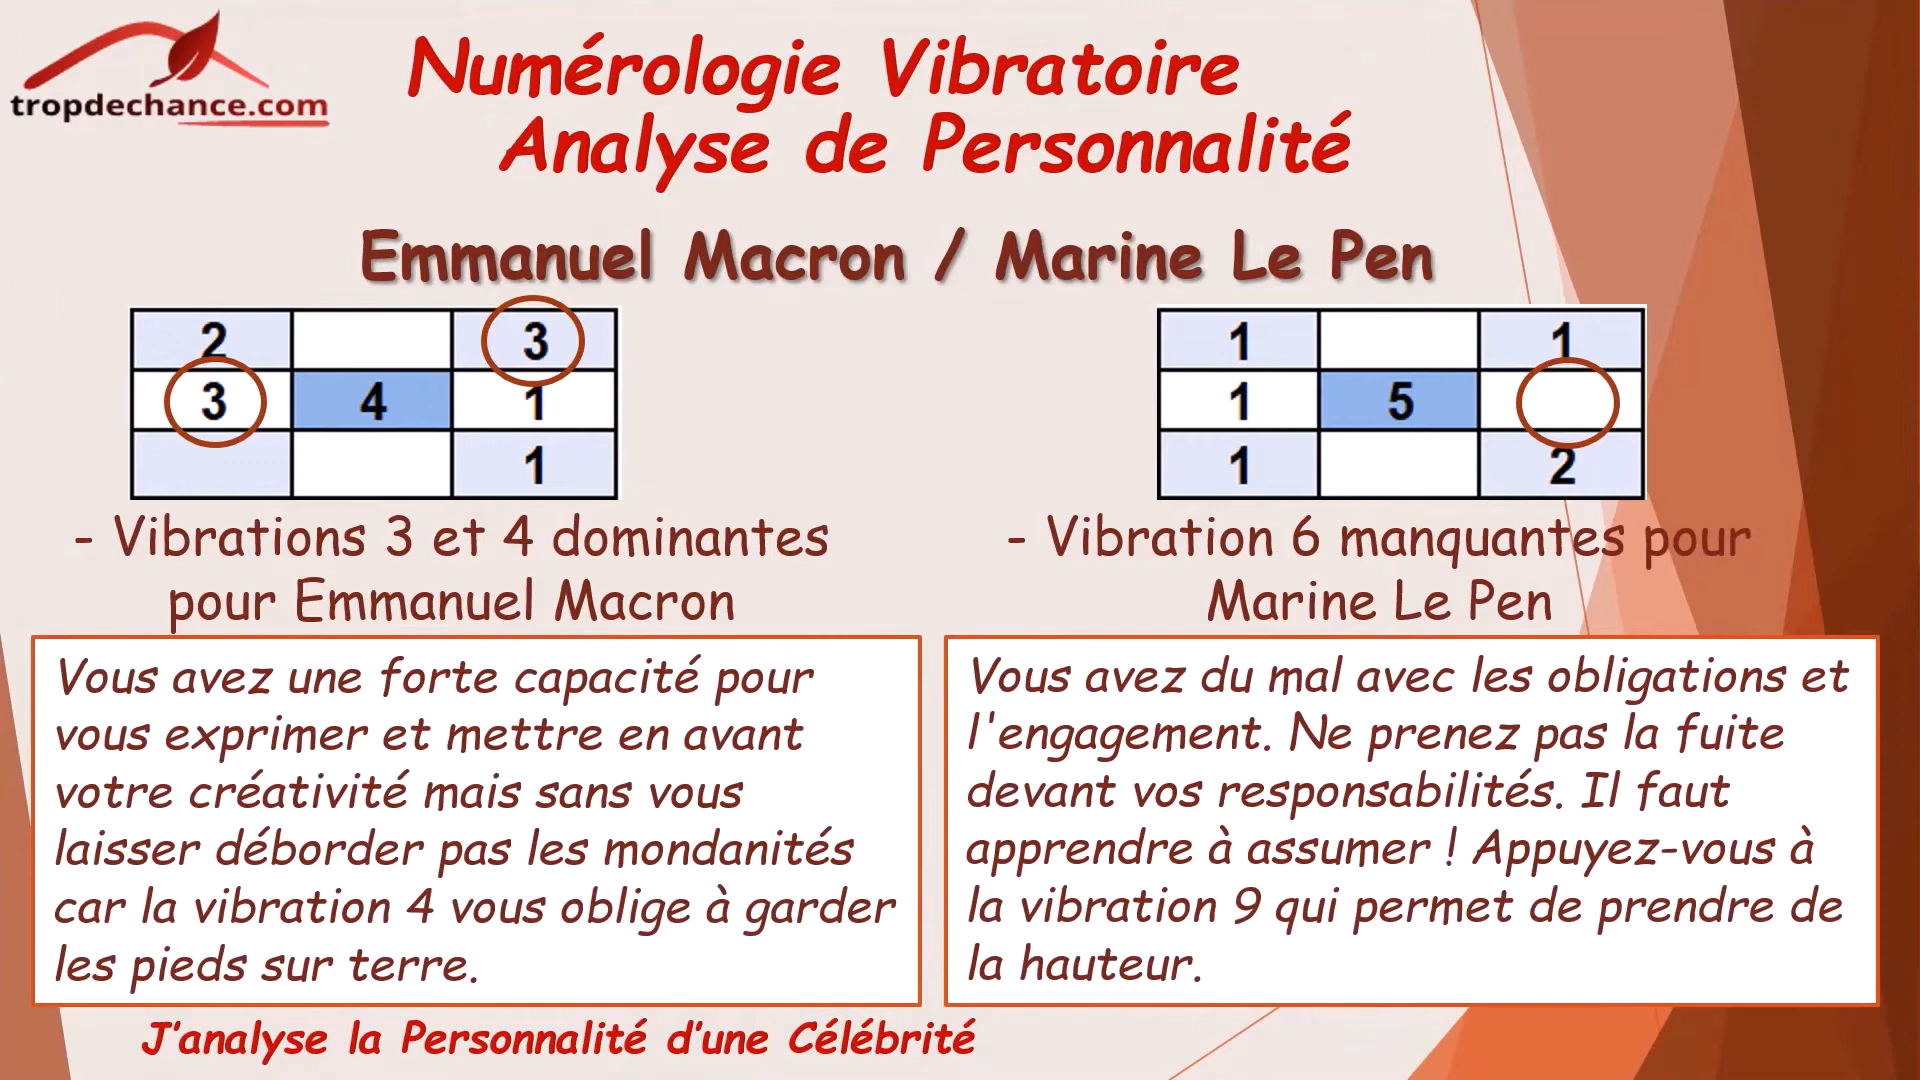 tropdechance.com
Numérologie Vibratoire
Analyse de Personnalité
Emmanuel Macron / Marine Le Pen
2 3
3 4 1
1
1 1
1 5
1 2
- Vibrations 3 et 4 dominantes
pour Emmanuel Macron
- Vibration 6 manquantes pour
Marine Le Pen
Vous avez une forte capacité pour
vous exprimer et mettre en avant
votre créativité mais sans vous
laisser déborder pas les mondanités
car la vibration 4 vous oblige à garder
les pieds sur terre.
Vous avez du mal avec les obligations et
l'engagement. Ne prenez pas la fuite
devant vos responsabilités. Il faut
apprendre à assumer ! Appuyez-vous à
la vibration 9 qui permet de prendre de
la hauteur.
J’analyse la Personnalité d’une Célébrité